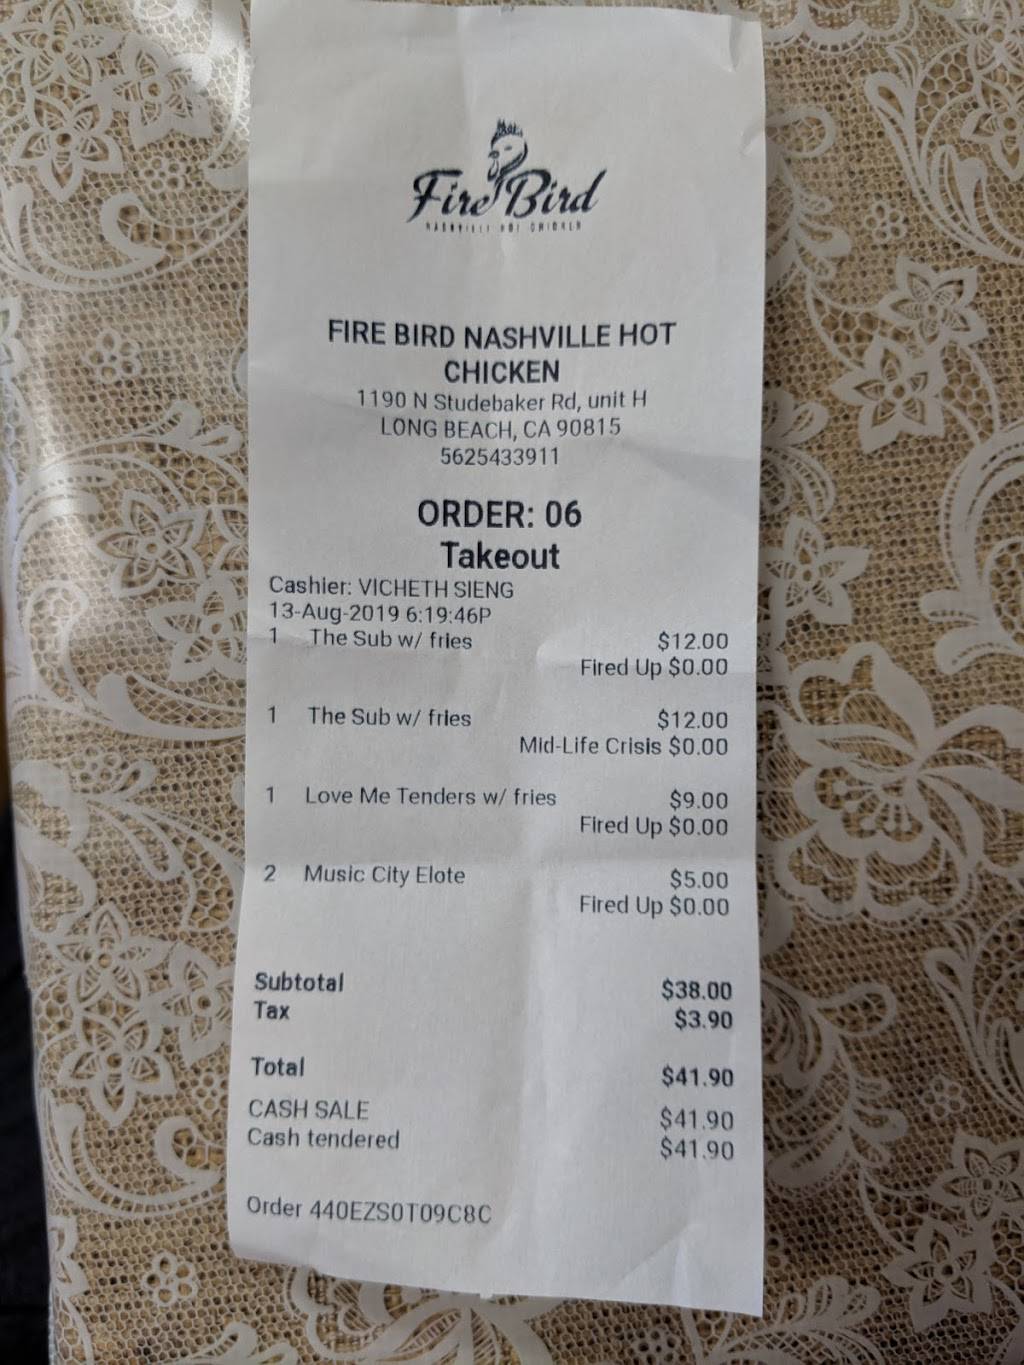 Fire Bird
NASHVILLE HOT CHICKEN
FIRE BIRD NASHVILLE HOT
CHICKEN
1190 N Studebaker Rd, unit H
LONG BEACH, CA 90815
5625433911
ORDER: 06
Takeout
Cashier: VICHETH SIENG
13-Aug-2019 6:19:46P
1 The Sub w/ fries $12.00
Fired Up $0.00
1 The Sub w/ fries $12.00
Mid-Life Crisis $0.00
1 Love Me Tenders w/ fries $9.00
Fired Up $0.00
2 Music City Elote $5.00
Fired Up $0.00
Subtotal $38.00
Tax $3.90
Total $41.90
CASH SALE $41.90
Cash tendered $41.90
Order 440EZS0T09C8C